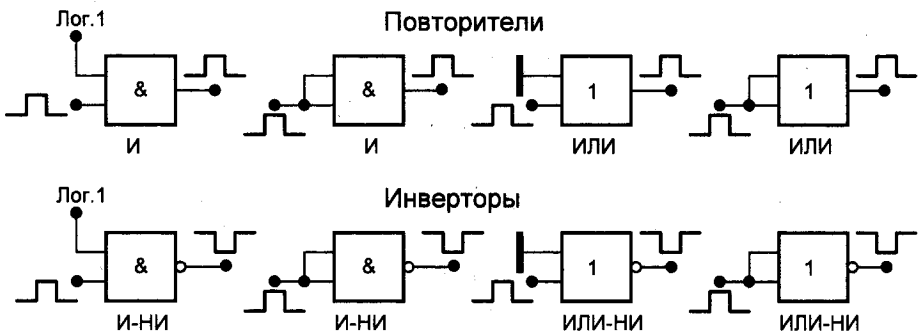 Лог.1
Повторители
& & 1 1
И И ИЛИ ИЛИ
Лог.1
Инверторы
& & 1 1
И-НИ И-НИ ИЛИ-НИ ИЛИ-НИ